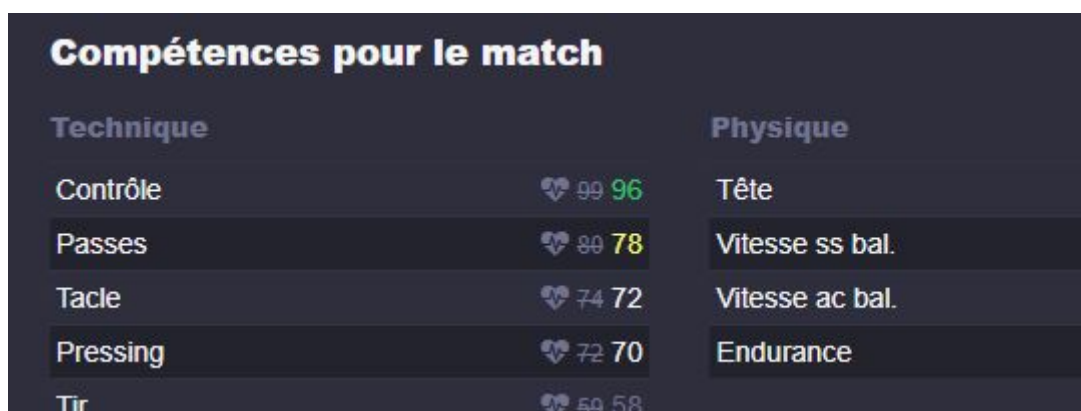 Compétences pour le match
Technique
Physique
Contrôle 99 96
Tête
Passes 80 78
Vitesse ss bal.
Tacle 74 72
Vitesse ac bal.
Pressing 72 70
Endurance
Tir 59 58